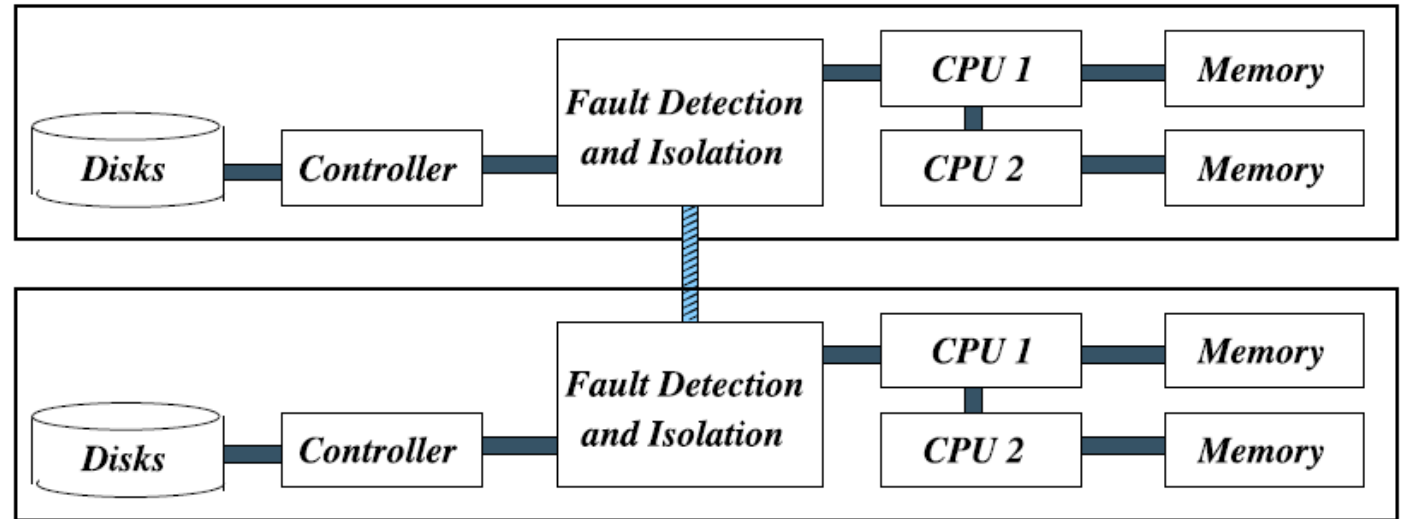 CPU 1
Memory
Fault Detection
and Isolation
Disks
Controller
CPU 2
Memory
CPU 1
Memory
Fault Detection
and Isolation
Disks
Controller
CPU 2
Memory